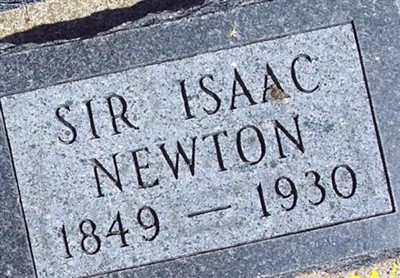 SIR ISAAC
NEWTON
1849 — 1930